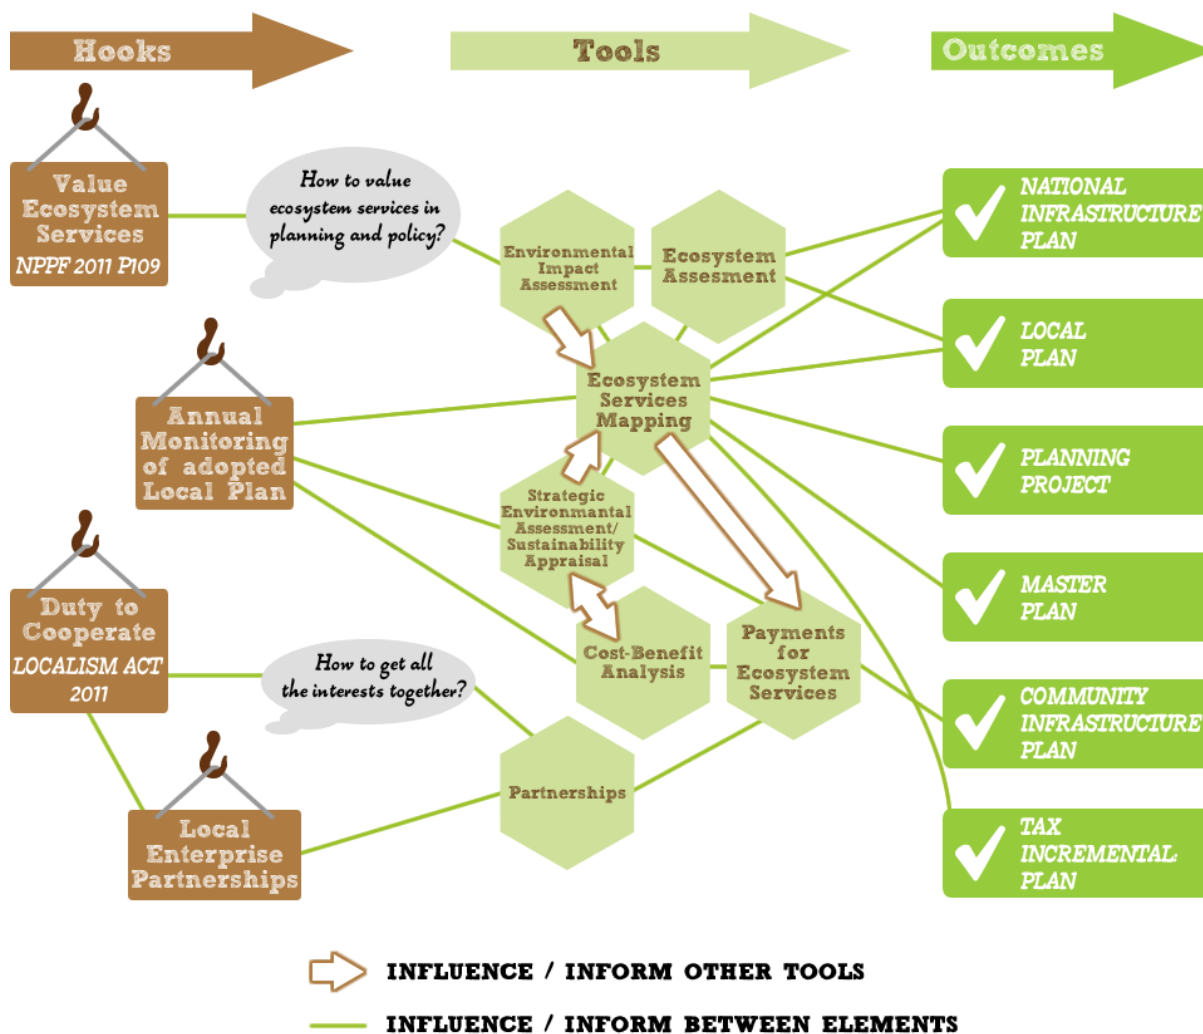 Hooks
Tools
Outcomes
Value
Ecosystem
Services
NPPF 2011 P109
How to value
ecosystem services in
planning and policy?
Environmental
Impact
Assessment
Ecosystem
Assesment
NATIONAL
INFRASTRUCTURE
PLAN
LOCAL
PLAN
Annual
Monitoring
of adopted
Local Plan
Ecosystem
Services
Mapping
PLANNING
PROJECT
Strategic
Environmantal
Assessment/
Sustainability
Appraisal
MASTER
PLAN
Duty to
Cooperate
LOCALISM ACT
2011
How to get all
the interests together?
Cost-Benefit
Analysis
Payments
for
Ecosystem
Services
COMMUNITY
INFRASTRUCTURE
PLAN
Partnerships
Local
Enterprise
Partnerships
TAX
INCREMENTAL:
PLAN
INFLUENCE / INFORM OTHER TOOLS
INFLUENCE / INFORM BETWEEN ELEMENTS